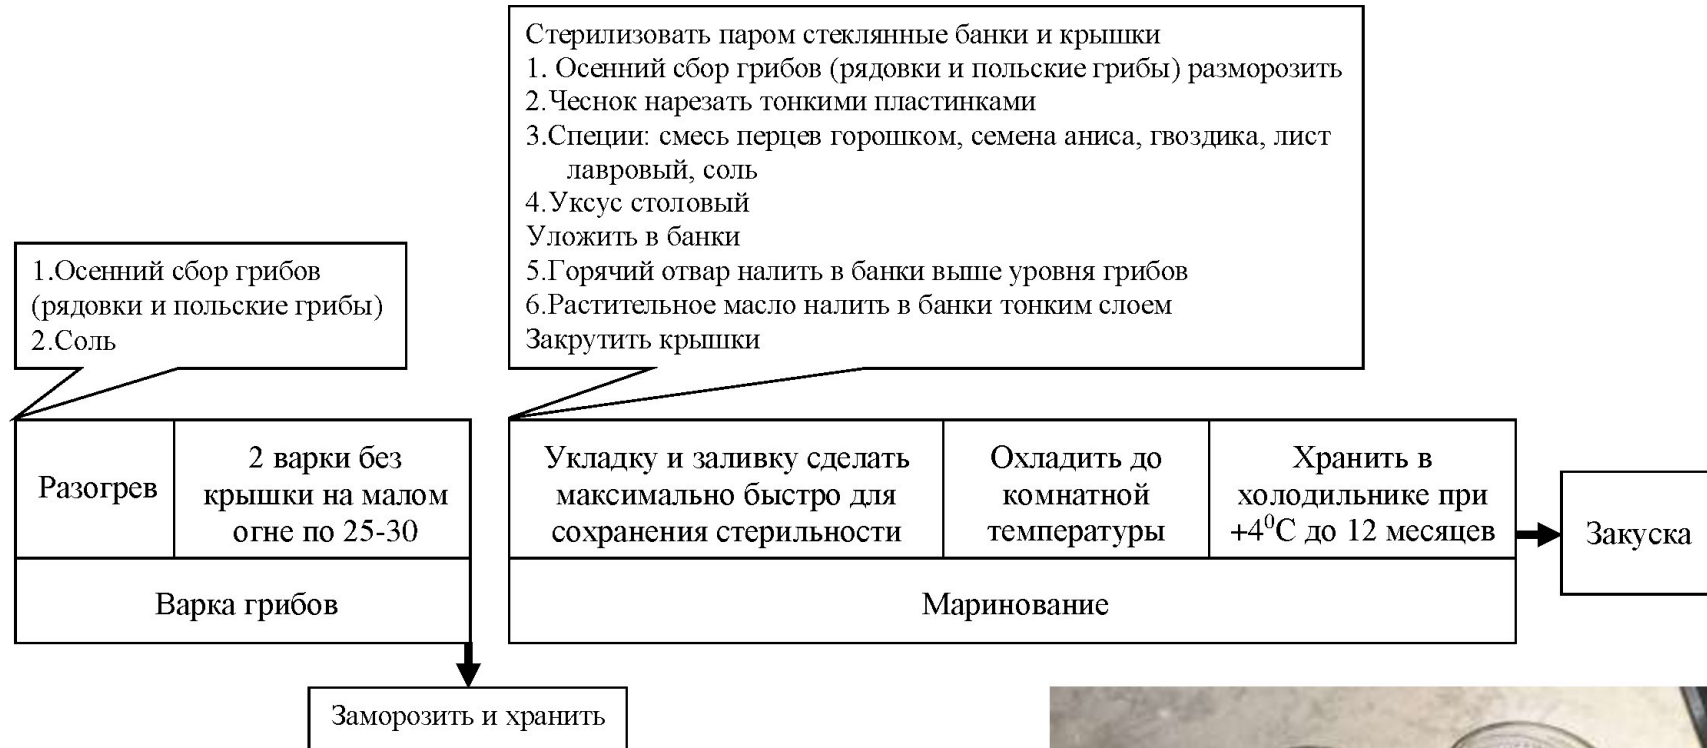 Стерилизовать паром стеклянные банки и крышки
1. Осенний сбор грибов (рядовки и польские грибы) разморозить
2.Чеснок нарезать тонкими пластинками
3.Специи: смесь перцев горошком, семена аниса, гвоздика, лист
лавровый, соль
4.Уксус столовый
Уложить в банки
5.Горячий отвар налить в банки выше уровня грибов
6.Растительное масло налить в банки тонким слоем
Закрутить крышки
1.Осенний сбор грибов
(рядовки и польские грибы)
2.Соль
Разогрев
2 варки без
крышки на малом
огне по 25-30
Варка грибов
Укладку и заливку сделать
максимально быстро для
сохранения стерильности
Охладить до
комнатной
температуры
Хранить в
холодильнике при
+4⁰С до 12 месяцев
Маринование
Закуска
Заморозить и хранить